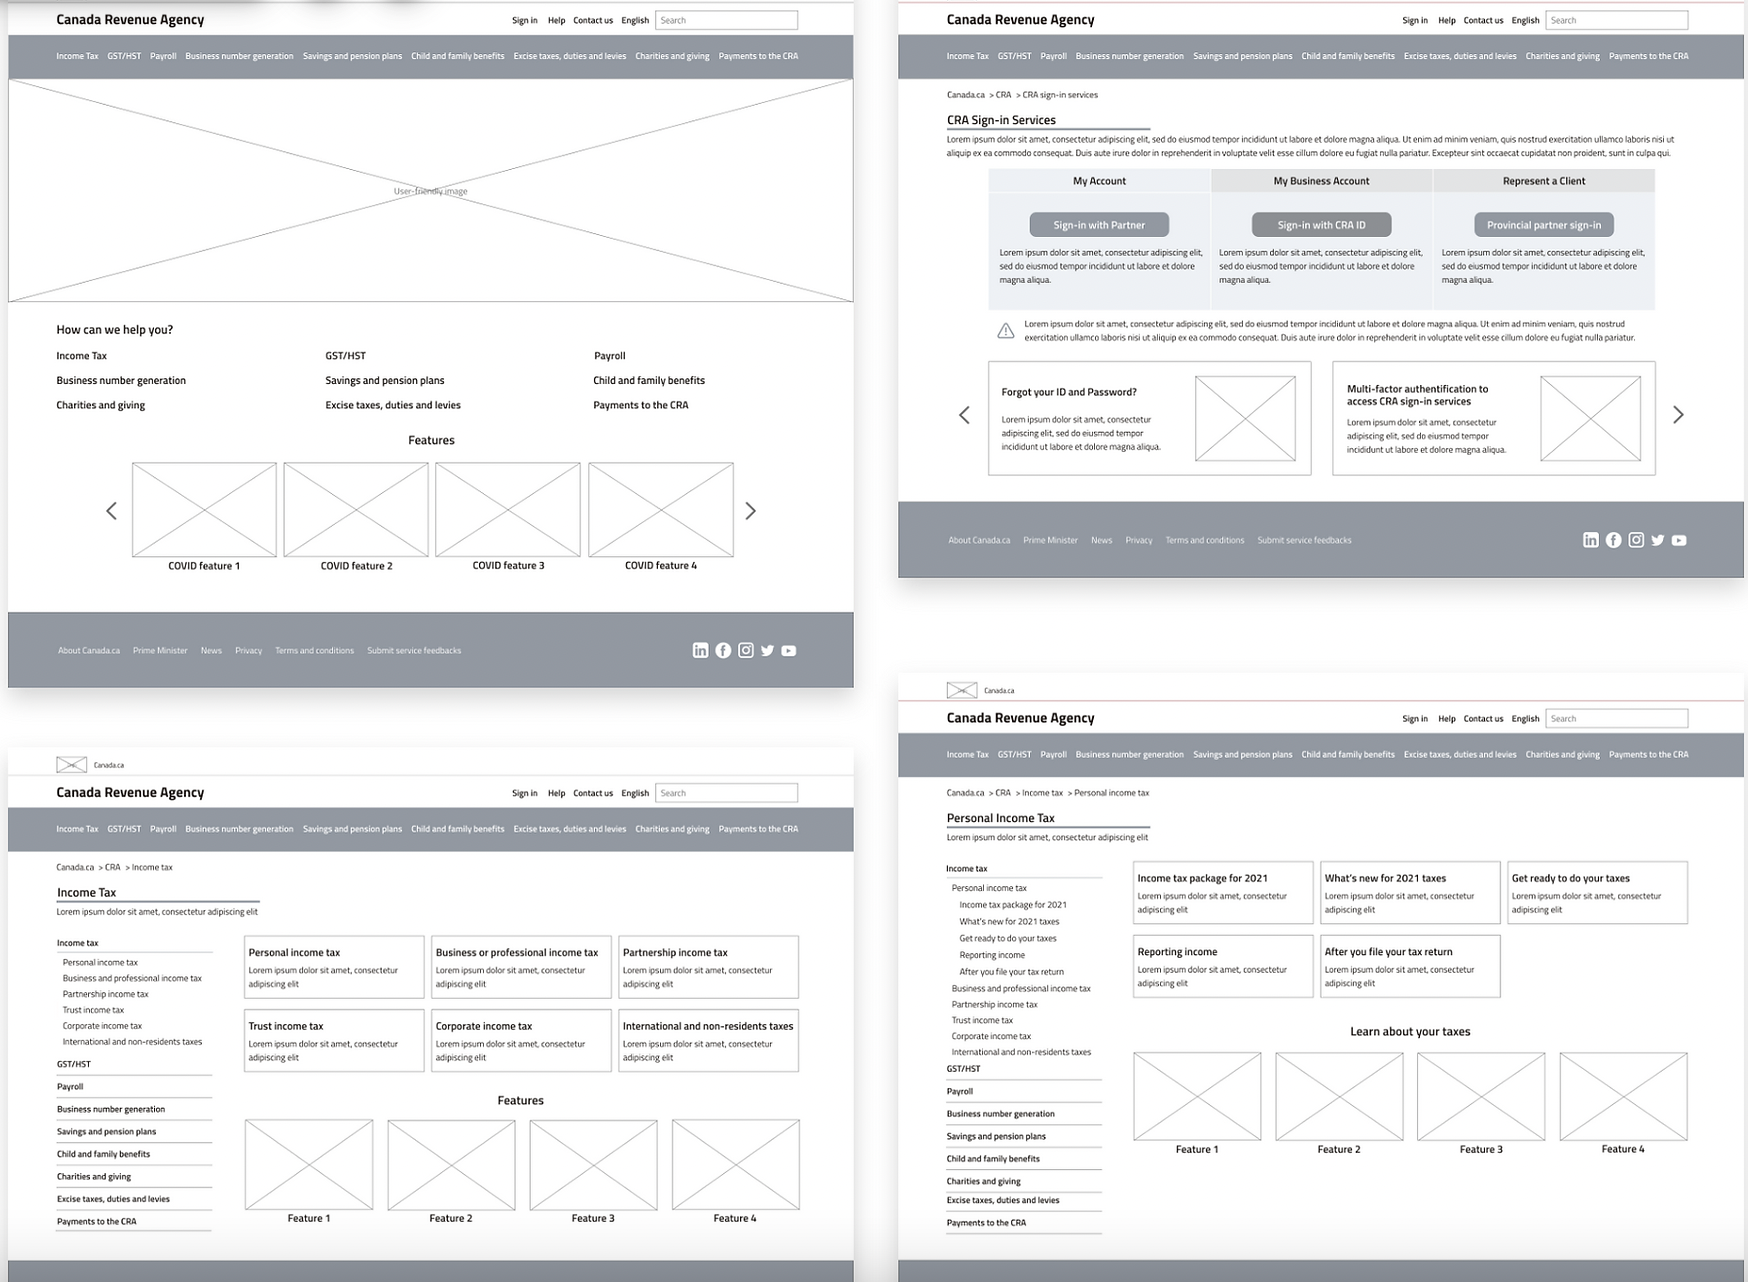 Canada Revenue Agency
Sign in Help Contact us English Search
Income Tax GST/HST Payroll Business number generation Savings and pension plans Child and family benefits Excise taxes, duties and levies Charities and giving Payments to the CRA
User-friendly image
How can we help you?
Income Tax GST/HST Payroll
Business number generation Savings and pension plans Child and family benefits
Charities and giving Excise taxes, duties and levies Payments to the CRA
Features
COVID feature 1 COVID feature 2 COVID feature 3 COVID feature 4
About Canada.ca Prime Minister News Privacy Terms and conditions Submit service feedbacks
Canada Revenue Agency
Sign in Help Contact us English Search
Income Tax GST/HST Payroll Business number generation Savings and pension plans Child and family benefits Excise taxes, duties and levies Charities and giving Payments to the CRA
Canada.ca > CRA > CRA sign-in services
CRA Sign-in Services
Lorem ipsum dolor sit amet, consectetur adipiscing elit, sed do eiusmod tempor incididunt ut labore et dolore magna aliqua. Ut enim ad minim veniam, quis nostrud exercitation ullamco laboris nisi ut
aliquip ex ea commodo consequat. Duis aute irure dolor in reprehenderit in voluptate velit esse cillum dolore eu fugiat nulla pariatur. Excepteur sint occaecat cupidatat non proident, sunt in culpa qui.
My Account My Business Account Represent a Client
Sign-in with Partner Sign-in with CRA ID Provincial partner sign-in
Lorem ipsum dolor sit amet, consectetur adipiscing elit,
sed do eiusmod tempor incididunt ut labore et dolore
magna aliqua.
Lorem ipsum dolor sit amet, consectetur adipiscing elit,
sed do eiusmod tempor incididunt ut labore et dolore
magna aliqua.
Lorem ipsum dolor sit amet, consectetur adipiscing elit,
sed do eiusmod tempor incididunt ut labore et dolore
magna aliqua.
Lorem ipsum dolor sit amet, consectetur adipiscing elit, sed do eiusmod tempor incididunt ut labore et dolore magna aliqua. Ut enim ad minim veniam, quis nostrud
exercitation ullamco laboris nisi ut aliquip ex ea commodo consequat. Duis aute irure dolor in reprehenderit in voluptate velit esse cillum dolore eu fugiat nulla pariatur.
Forgot your ID and Password?
Lorem ipsum dolor sit amet, consectetur
adipiscing elit, sed do eiusmod tempor
incididunt ut labore et dolore magna aliqua.
Multi-factor authentification to
access CRA sign-in services
Lorem ipsum dolor sit amet, consectetur
adipiscing elit, sed do eiusmod tempor
incididunt ut labore et dolore magna aliqua.
About Canada.ca Prime Minister News Privacy Terms and conditions Submit service feedbacks
Canada.ca
Canada Revenue Agency
Sign in Help Contact us English Search
Income Tax GST/HST Payroll Business number generation Savings and pension plans Child and family benefits Excise taxes, duties and levies Charities and giving Payments to the CRA
Canada.ca > CRA > Income tax
Income Tax
Lorem ipsum dolor sit amet, consectetur adipiscing elit
Income tax
Personal income tax
Business and professional income tax
Partnership income tax
Trust income tax
Corporate income tax
International and non-residents taxes
GST/HST
Payroll
Business number generation
Savings and pension plans
Child and family benefits
Charities and giving
Excise taxes, duties and levies
Payments to the CRA
Personal income tax
Lorem ipsum dolor sit amet, consectetur
adipiscing elit
Business or professional income tax
Lorem ipsum dolor sit amet, consectetur
adipiscing elit
Partnership income tax
Lorem ipsum dolor sit amet, consectetur
adipiscing elit
Trust income tax
Lorem ipsum dolor sit amet, consectetur
adipiscing elit
Corporate income tax
Lorem ipsum dolor sit amet, consectetur
adipiscing elit
International and non-residents taxes
Lorem ipsum dolor sit amet, consectetur
adipiscing elit
Features
Feature 1 Feature 2 Feature 3 Feature 4
Canada.ca
Canada Revenue Agency
Sign in Help Contact us English Search
Income Tax GST/HST Payroll Business number generation Savings and pension plans Child and family benefits Excise taxes, duties and levies Charities and giving Payments to the CRA
Canada.ca > CRA > Income tax > Personal income tax
Personal Income Tax
Lorem ipsum dolor sit amet, consectetur adipiscing elit
Income tax
Personal income tax
Income tax package for 2021
What's new for 2021 taxes
Get ready to do your taxes
Reporting income
After you file your tax return
Business and professional income tax
Partnership income tax
Trust income tax
Corporate income tax
International and non-residents taxes
GST/HST
Payroll
Business number generation
Savings and pension plans
Child and family benefits
Charities and giving
Excise taxes, duties and levies
Payments to the CRA
Income tax package for 2021
Lorem ipsum dolor sit amet, consectetur
adipiscing elit
What's new for 2021 taxes
Lorem ipsum dolor sit amet, consectetur
adipiscing elit
Get ready to do your taxes
Lorem ipsum dolor sit amet, consectetur
adipiscing elit
Reporting income
Lorem ipsum dolor sit amet, consectetur
adipiscing elit
After you file your tax return
Lorem ipsum dolor sit amet, consectetur
adipiscing elit
Learn about your taxes
Feature 1 Feature 2 Feature 3 Feature 4